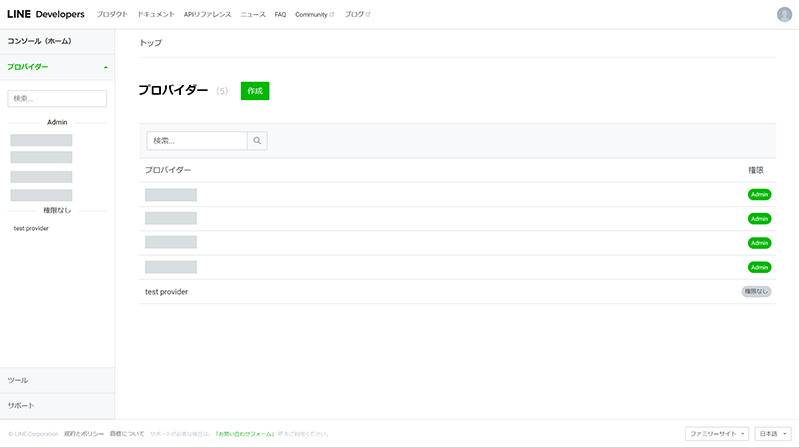 LINE Developers プロダクト ドキュメント APIリファレンス ニュース FAQ Community ブログ
コンソール（ホーム）
プロバイダー
検索...
Admin
権限なし
test provider
ツール
サポート
トップ
プロバイダー （5） 作成
検索...
プロバイダー 権限
Admin
Admin
Admin
Admin
test provider 権限なし
© LINE Corporation 規約とポリシー 商標について サポートが必要な場合は、「お問い合わせフォーム」をご利用ください。 ファミリーサイト 日本語